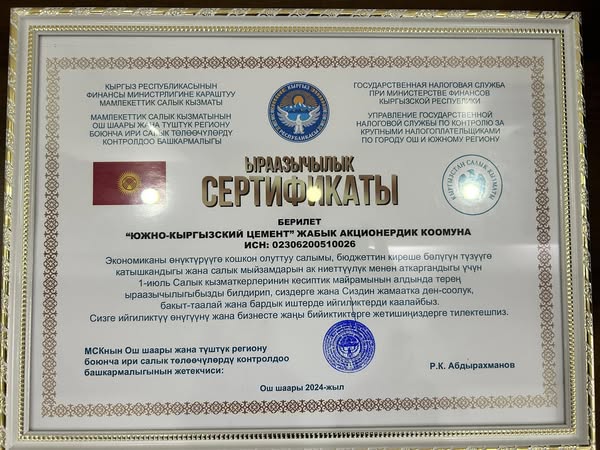 КЫРГЫЗ РЕСПУБЛИКАСЫНЫН
ФИНАНСЫ МИНИСТРЛИГИНЕ КАРАШТУУ
МАМЛЕКЕТТИК САЛЫК КЫЗМАТЫ
МАМЛЕКЕТТИК САЛЫК КЫЗМАТЫНЫН
ОШ ШААРЫ ЖАНА ТҮШТҮК РЕГИОНУ
БОЮНЧА ИРИ САЛЫК ТӨЛӨӨЧҮЛӨРДҮ
КОНТРОЛДОО БАШКАРМАЛЫГЫ
ГОСУДАРСТВЕННАЯ НАЛОГОВАЯ СЛУЖБА
ПРИ МИНИСТЕРСТВЕ ФИНАНСОВ
КЫРГЫЗСКОЙ РЕСПУБЛИКИ
УПРАВЛЕНИЕ ГОСУДАРСТВЕННОЙ
НАЛОГОВОЙ СЛУЖБЫ ПО КОНТРОЛЮ ЗА
КРУПНЫМИ НАЛОГОПЛАТЕЛЬЩИКАМИ
ПО ГОРОДУ ОШ И ЮЖНОМУ РЕГИОНУ
ЫРААЗЫЧЫЛЫК
СЕРТИФИКАТЫ
КЫРГЫЗСТАН САЛЫК КЫЗМАТЫ
БЕРИЛЕТ
“ЮЖНО-КЫРГЫЗСКИЙ ЦЕМЕНТ” ЖАБЫК АКЦИОНЕРДИК КООМУНА
ИСН: 02306200510026
Экономиканы өнүктүрүүгө кошкон олуттуу салымы, бюджеттин киреше бөлүгүн түзүүгө
катышкандыгы жана салык мыйзамдарын ак ниеттүүлүк менен аткаргандыгы үчүн
1-июль Салык кызматкерлеринин кесиптик майрамынын алдында терең
ыраазычылыгыбызды билдирип, сиздерге жана Сиздин жамаатка ден-соолук,
бакыт-таалай жана бардык иштерде ийгиликтерди каалайбыз.
Сизге ийгиликтүү өнүгүүнү жана бизнесте жаңы бийиктиктерге жетишиңиздерге тилектешпиз.
МСКнын Ош шаары жана түштүк региону
боюнча ири салык төлөөчүлөрдү контролдоо
башкармалыгынын жетекчиси:
Р.К. Абдырахманов
Ош шаары 2024-жыл